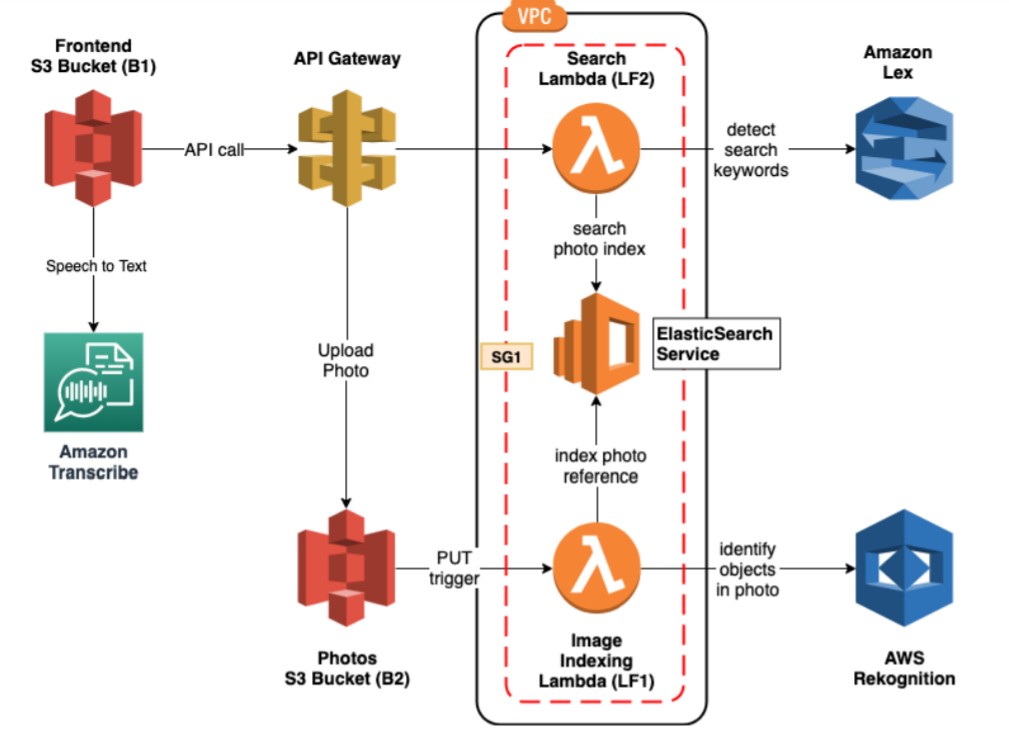 VPC
Frontend
S3 Bucket (B1)
API Gateway
Search
Lambda (LF2)
Amazon
Lex
API call
detect
search
keywords
search
photo index
Speech to Text
Upload
Photo
SG1
ElasticSearch
Service
Amazon
Transcribe
index photo
reference
PUT
trigger
identify
objects
in photo
Photos
S3 Bucket (B2)
Image
Indexing
Lambda (LF1)
AWS
Rekognition